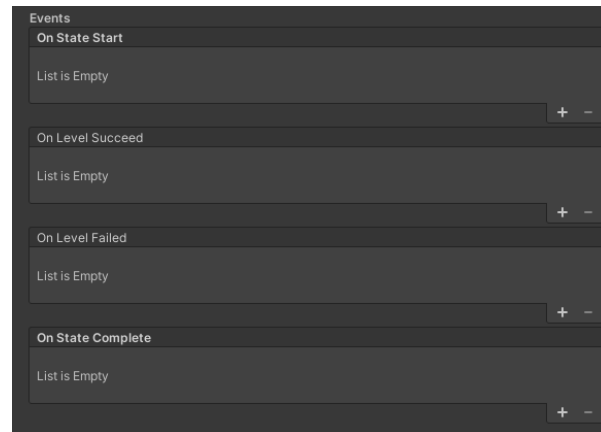 Events
On State Start
List is Empty
+ −
On Level Succeed
List is Empty
+ −
On Level Failed
List is Empty
+ −
On State Complete
List is Empty
+ −